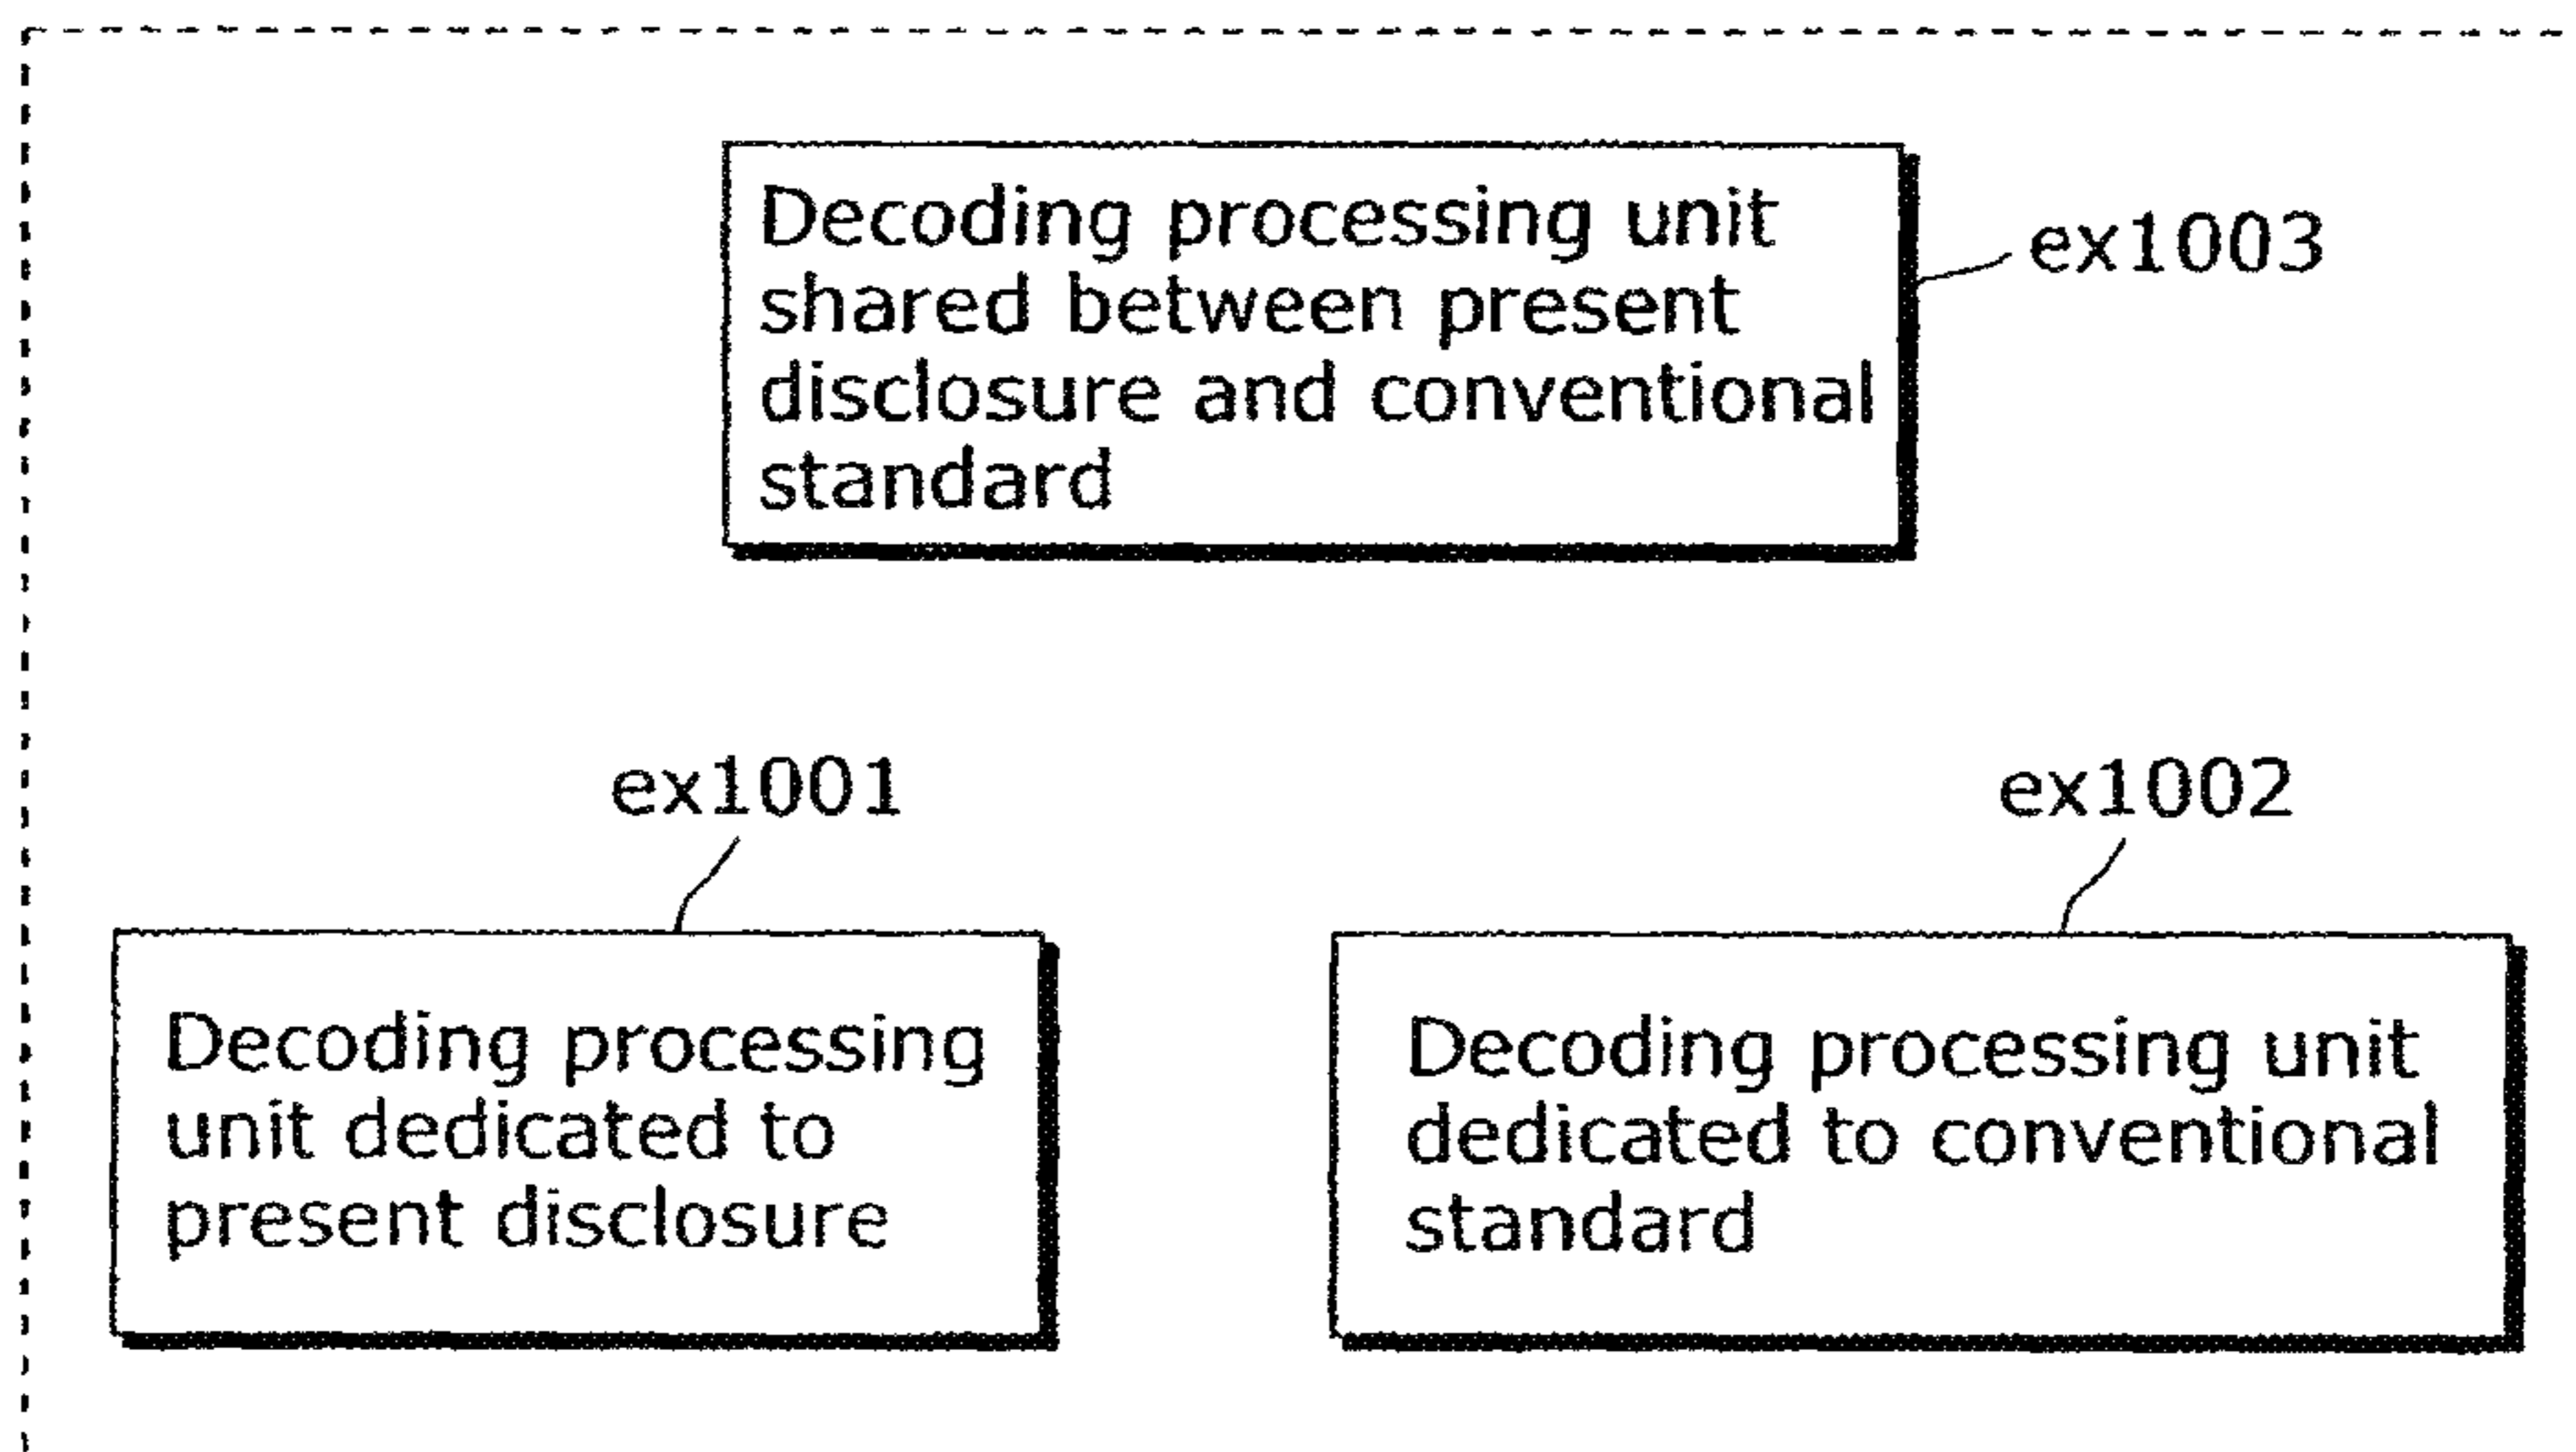 Decoding processing unit
shared between present
disclosure and conventional
standard
ex1003
ex1001
Decoding processing
unit dedicated to
present disclosure
ex1002
Decoding processing unit
dedicated to conventional
standard